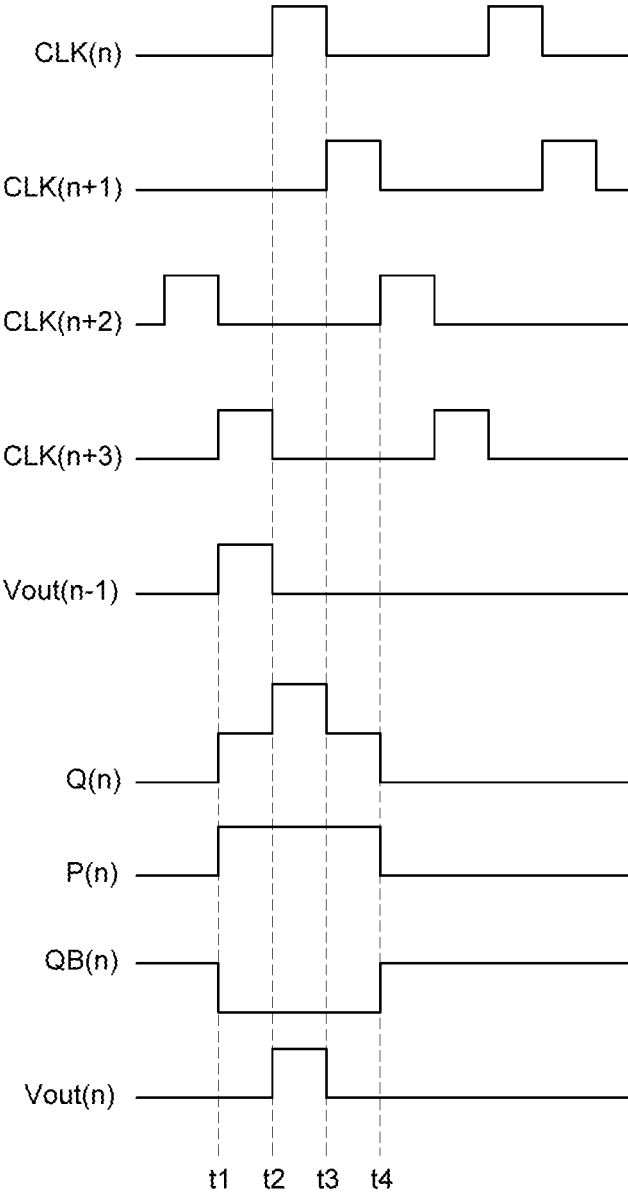 CLK(n)
CLK(n+1)
CLK(n+2)
CLK(n+3)
Vout(n-1)
Q(n)
P(n)
QB(n)
Vout(n)
t1 t2 t3 t4